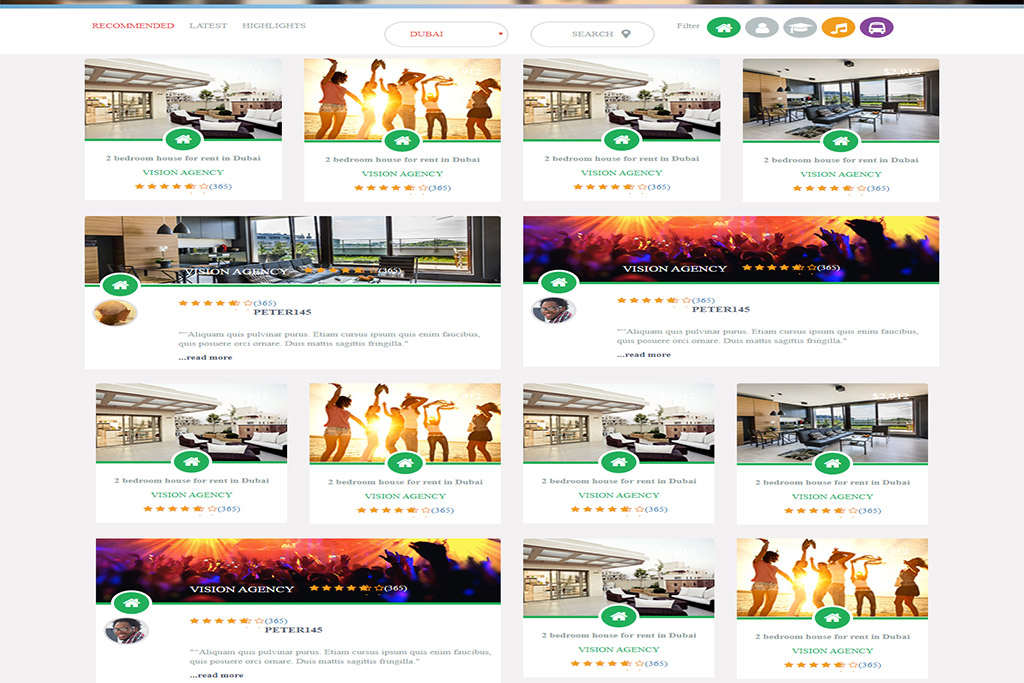 RECOMMENDED LATEST HIGHLIGHTS DUBAI SEARCH Filter
$2,912
2 bedroom house for rent in Dubai
VISION AGENCY
(365)
2 bedroom house for rent in Dubai
VISION AGENCY
(365)
2 bedroom house for rent in Dubai
VISION AGENCY
(365)
2 bedroom house for rent in Dubai
VISION AGENCY
(365)
VISION AGENCY (365)
(365)
PETER145
""Aliquam quis pulvinar purus. Etiam cursus ipsum quis enim faucibus,
quis posuere orci ornare. Duis mattis sagittis fringilla."
...read more
VISION AGENCY (365)
(365)
PETER145
""Aliquam quis pulvinar purus. Etiam cursus ipsum quis enim faucibus,
quis posuere orci ornare. Duis mattis sagittis fringilla."
...read more
$2,912
2 bedroom house for rent in Dubai
VISION AGENCY
(365)
2 bedroom house for rent in Dubai
VISION AGENCY
(365)
2 bedroom house for rent in Dubai
VISION AGENCY
(365)
2 bedroom house for rent in Dubai
VISION AGENCY
(365)
VISION AGENCY (365)
(365)
PETER145
""Aliquam quis pulvinar purus. Etiam cursus ipsum quis enim faucibus,
quis posuere orci ornare. Duis mattis sagittis fringilla."
...read more
2 bedroom house for rent in Dubai
VISION AGENCY
(365)
2 bedroom house for rent in Dubai
VISION AGENCY
(365)